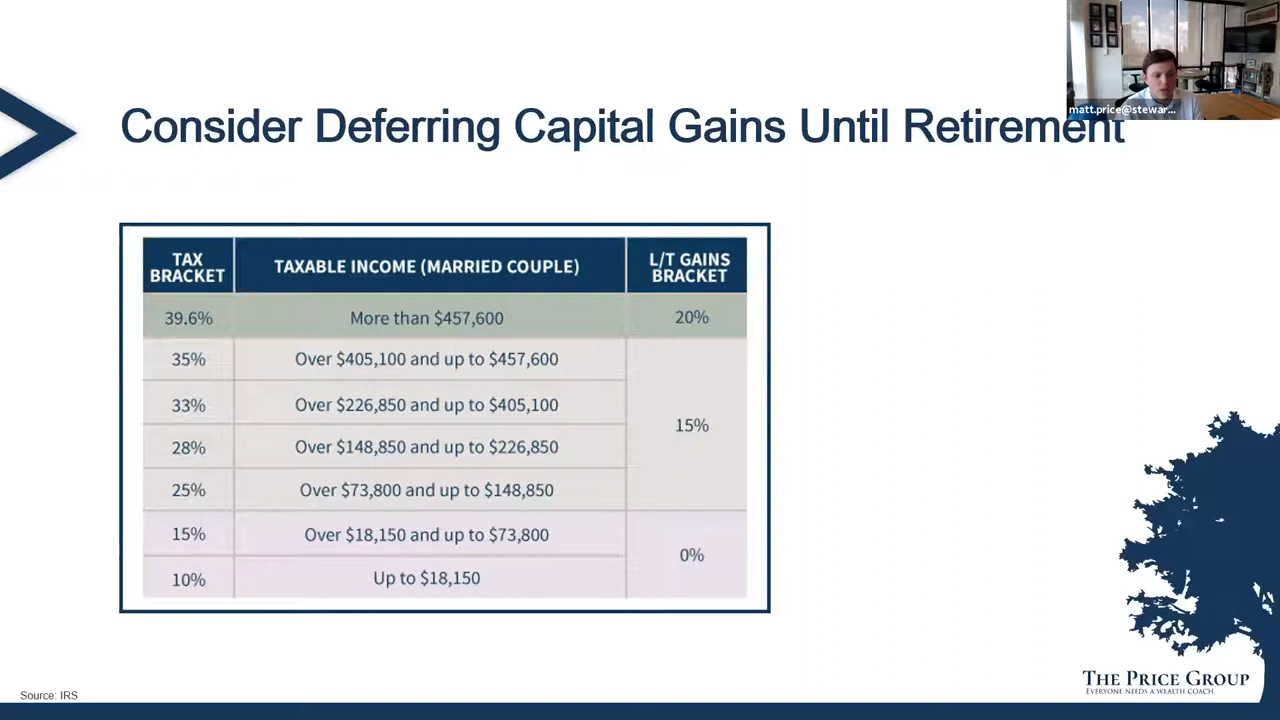 matt.price@stewar...
Consider Deferring Capital Gains Until Retirement
TAX BRACKET TAXABLE INCOME (MARRIED COUPLE) L/T GAINS BRACKET
39.6% More than $457,600 20%
35% Over $405,100 and up to $457,600
33% Over $226,850 and up to $405,100
15%
28% Over $148,850 and up to $226,850
25% Over $73,800 and up to $148,850
15% Over $18,150 and up to $73,800
0%
10% Up to $18,150
THE PRICE GROUP
EVERYONE NEEDS A WEALTH COACH
Source: IRS